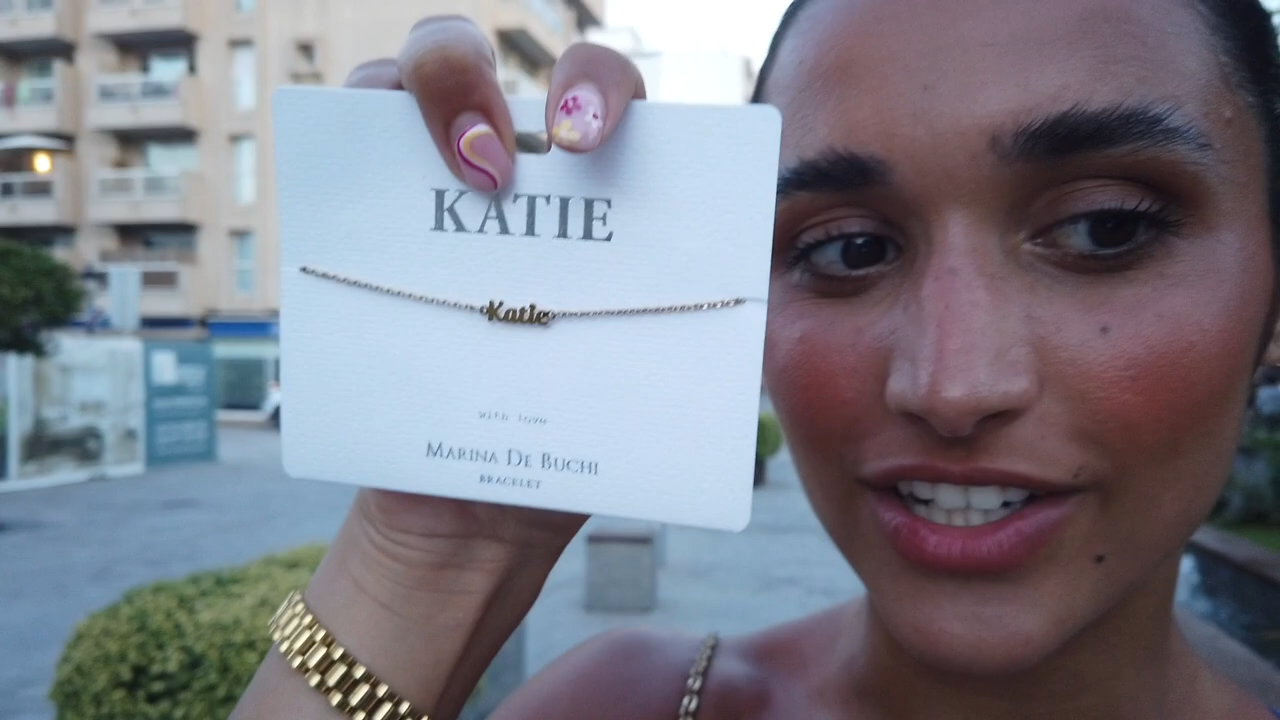 KATIE
Katie
with love
MARINA DE BUCHI
BRACELET